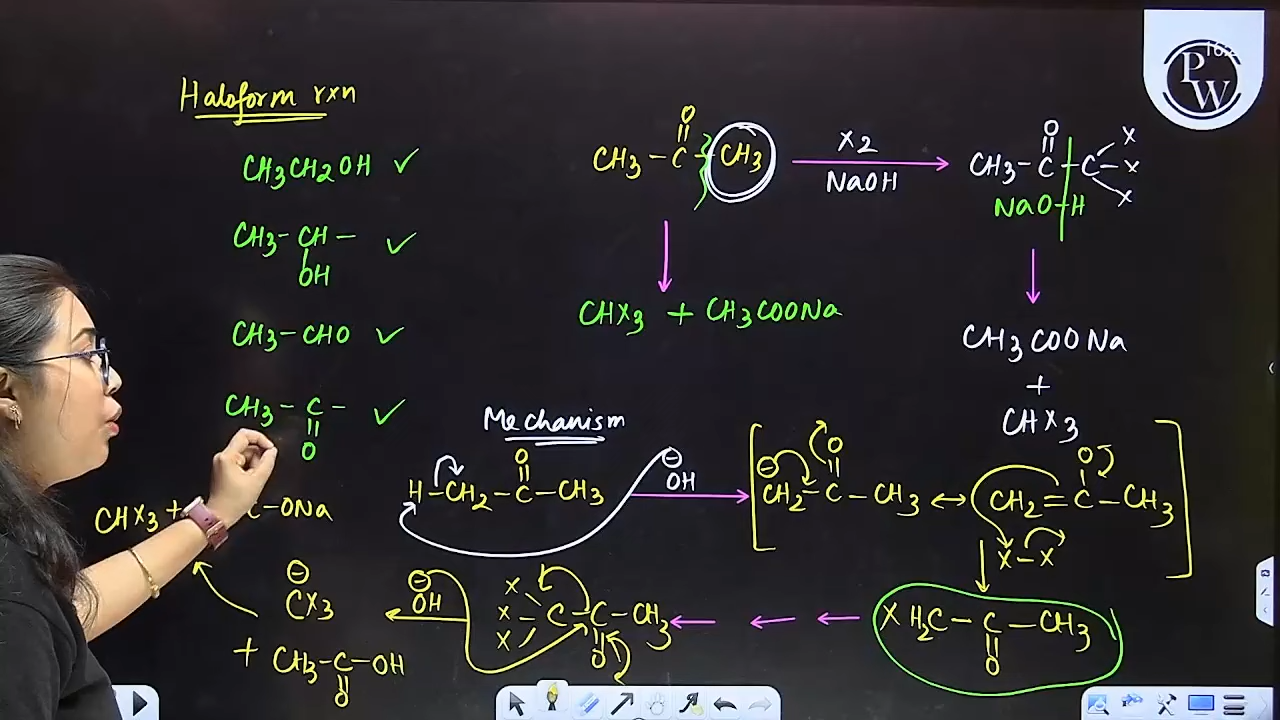 Haloform rxn
CH3CH2OH ✓
CH3-CH-
OH
✓
CH3-CHO ✓
CH3-C-
O
✓
O
CH3-C-CH3
X2
NaOH
O
CH3-C-C
X
X
X
NaO-H
CHX3 + CH3COONa
CH3COONa
+
CHX3
Mechanism
O
H-CH2-C-CH3
⊖
OH
⊖
O
CH2-C-CH3 ↔ CH2=C-CH3
O
X-X
XH2C-C-CH3
O
X
X
X
C-C-CH3
O
⊖
OH
⊖
CX3
+ CH3-C-OH
O
CHX3 +
C-ONa
PW